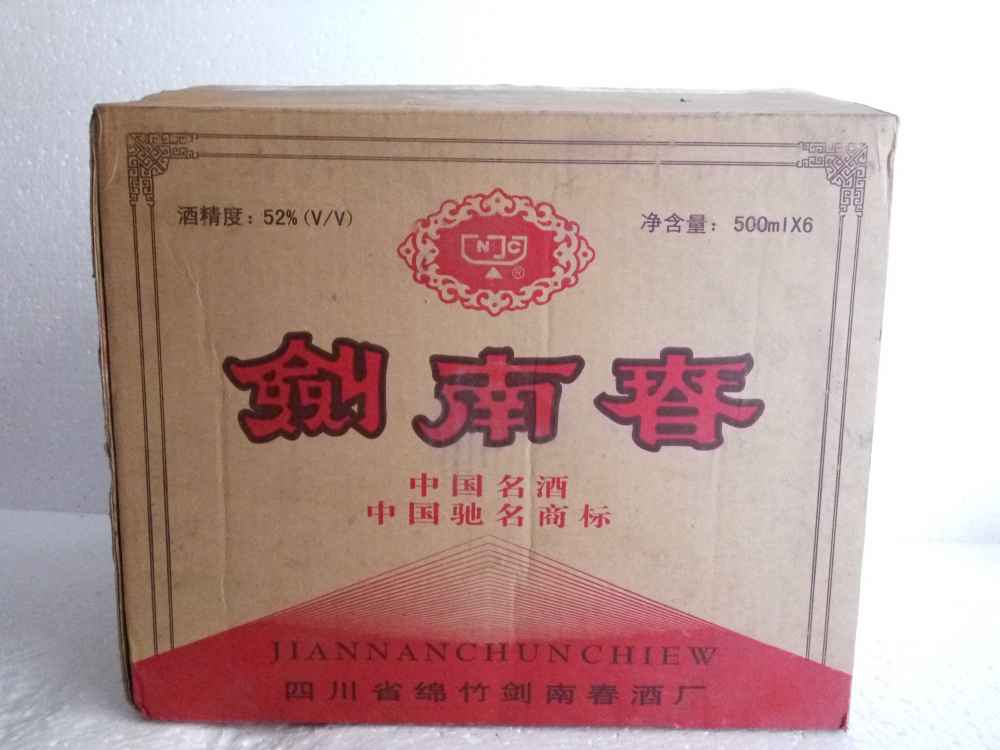 酒精度：52%(V/V)
净含量：500mlX6
NJC
®
劍南春
中国名酒
中国驰名商标
JIANNANCHUNCHIEW
四川省绵竹剑南春酒厂